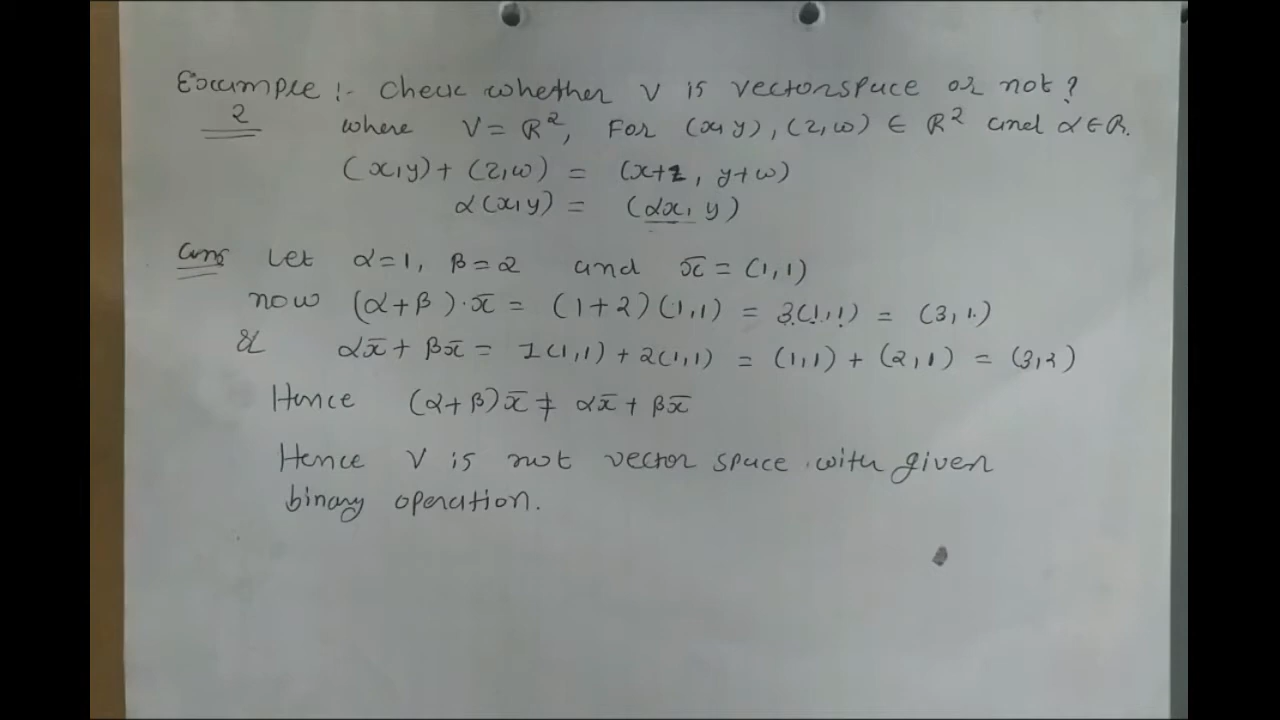 Example :- Check whether V is vectorspace or not?
2 where V = ℝ², For (x,y), (z,w) ∈ ℝ² and α∈ℝ.
(x,y) + (z,w) = (x+z, y+w)
α(x,y) = (αx, y)
ans Let α=1, β=2 and x̄ = (1,1)
now (α+β)·x̄ = (1+2)(1,1) = 3(1,1) = (3,1)
& αx̄ + βx̄ = 1(1,1) + 2(1,1) = (1,1) + (2,1) = (3,2)
Hence (α+β)x̄ ≠ αx̄ + βx̄
Hence V is not vector space with given
binary operation.